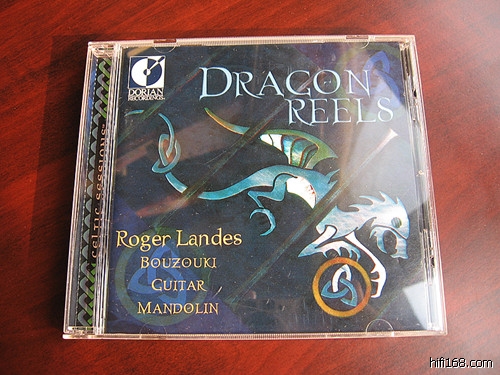 DORIAN
RECORDINGS
DRAGON
REELS
CELTIC SESSIONS
Roger Landes
BOUZOUKI
GUITAR
MANDOLIN
hifi168.com